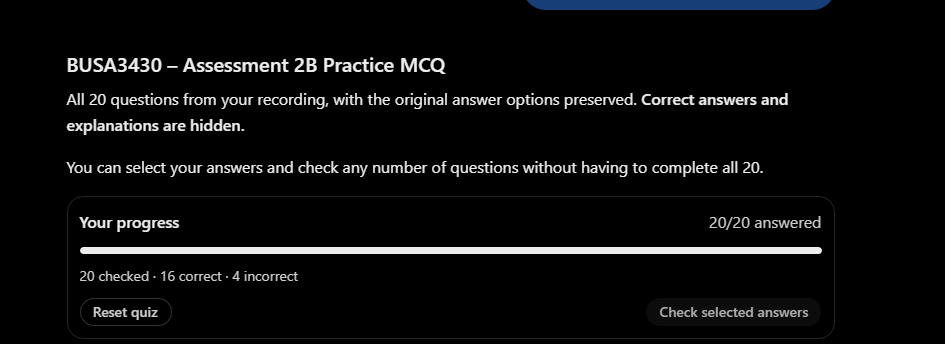 BUSA3430 – Assessment 2B Practice MCQ
All 20 questions from your recording, with the original answer options preserved. Correct answers and
explanations are hidden.
You can select your answers and check any number of questions without having to complete all 20.
Your progress
20/20 answered
20 checked · 16 correct · 4 incorrect
Reset quiz
Check selected answers